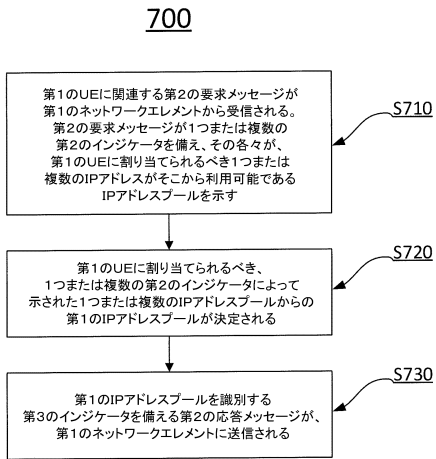 700
第1のUEに関連する第2の要求メッセージが
第1のネットワークエレメントから受信される。
第2の要求メッセージが1つまたは複数の
第2のインジケータを備え、その各々が、
第1のUEに割り当てられるべき1つまたは
複数のIPアドレスがそこから利用可能である
IPアドレスプールを示す
S710
第1のUEに割り当てられるべき、
1つまたは複数の第2のインジケータによって
示された1つまたは複数のIPアドレスプールからの
第1のIPアドレスプールが決定される
S720
第1のIPアドレスプールを識別する
第3のインジケータを備える第2の応答メッセージが、
第1のネットワークエレメントに送信される
S730